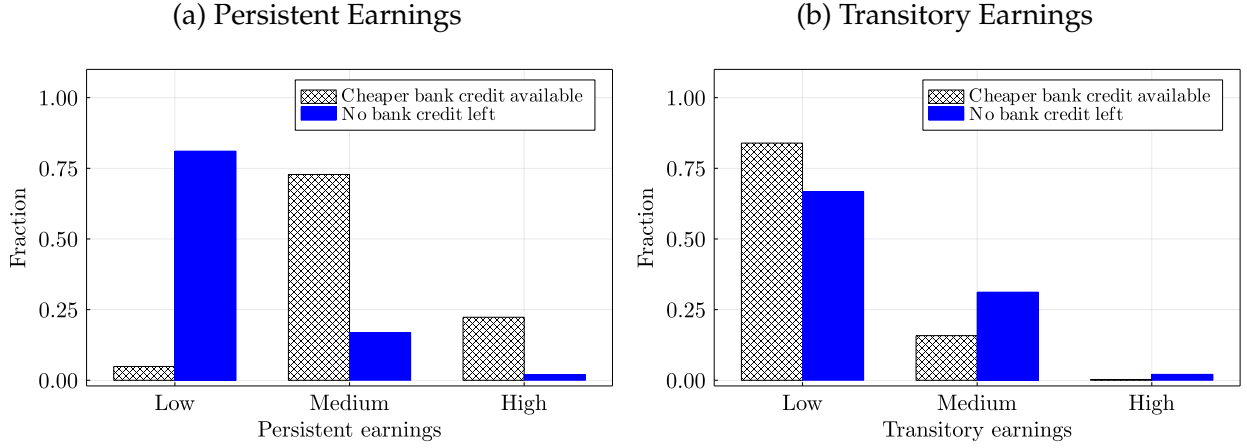 (a) Persistent Earnings
Cheaper bank credit available
No bank credit left
1.00
0.75
0.50
0.25
0.00
Fraction
Low Medium High
Persistent earnings
(b) Transitory Earnings
Cheaper bank credit available
No bank credit left
1.00
0.75
0.50
0.25
0.00
Fraction
Low Medium High
Transitory earnings